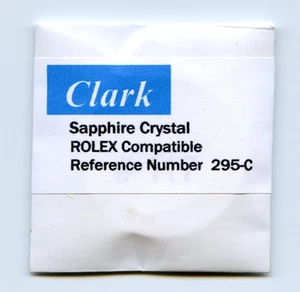 Clark
Sapphire Crystal
ROLEX Compatible
Reference Number 295-C